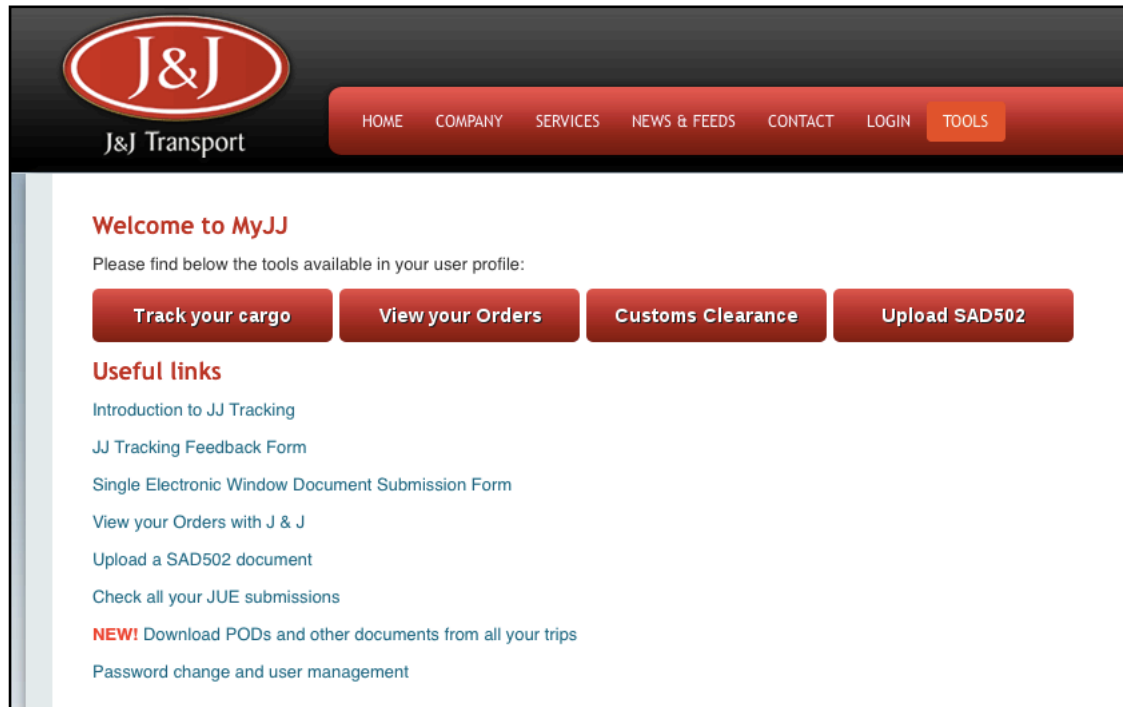 J&J
J&J Transport
HOME COMPANY SERVICES NEWS & FEEDS CONTACT LOGIN TOOLS
Welcome to MyJJ
Please find below the tools available in your user profile:
Track your cargo View your Orders Customs Clearance Upload SAD502
Useful links
Introduction to JJ Tracking
JJ Tracking Feedback Form
Single Electronic Window Document Submission Form
View your Orders with J & J
Upload a SAD502 document
Check all your JUE submissions
NEW! Download PODs and other documents from all your trips
Password change and user management